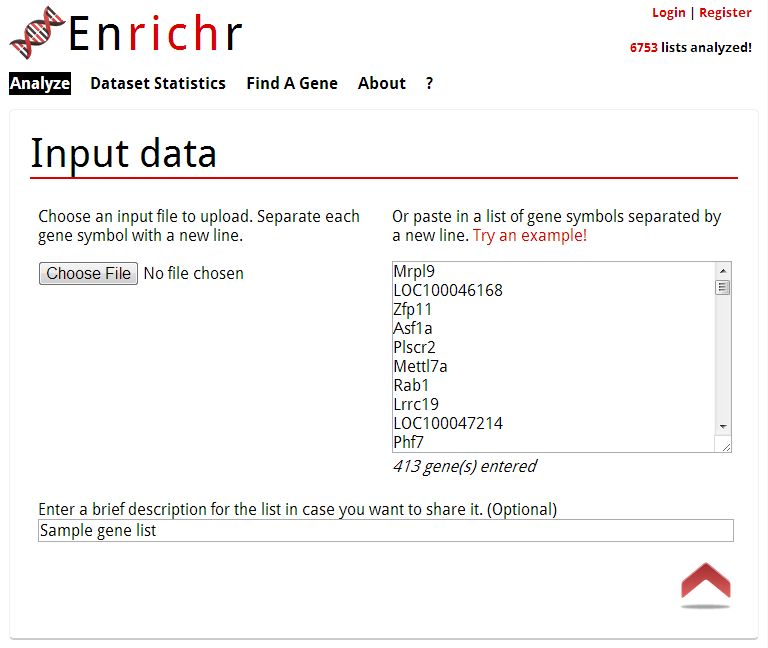 Enrichr
Login | Register
6753 lists analyzed!
Analyze Dataset Statistics Find A Gene About ?
Input data
Choose an input file to upload. Separate each
gene symbol with a new line.
Choose File No file chosen
Or paste in a list of gene symbols separated by
a new line. Try an example!
Mrpl9
LOC100046168
Zfp11
Asf1a
Plscr2
Mettl7a
Rab1
Lrrc19
LOC100047214
Phf7
413 gene(s) entered
Enter a brief description for the list in case you want to share it. (Optional)
Sample gene list